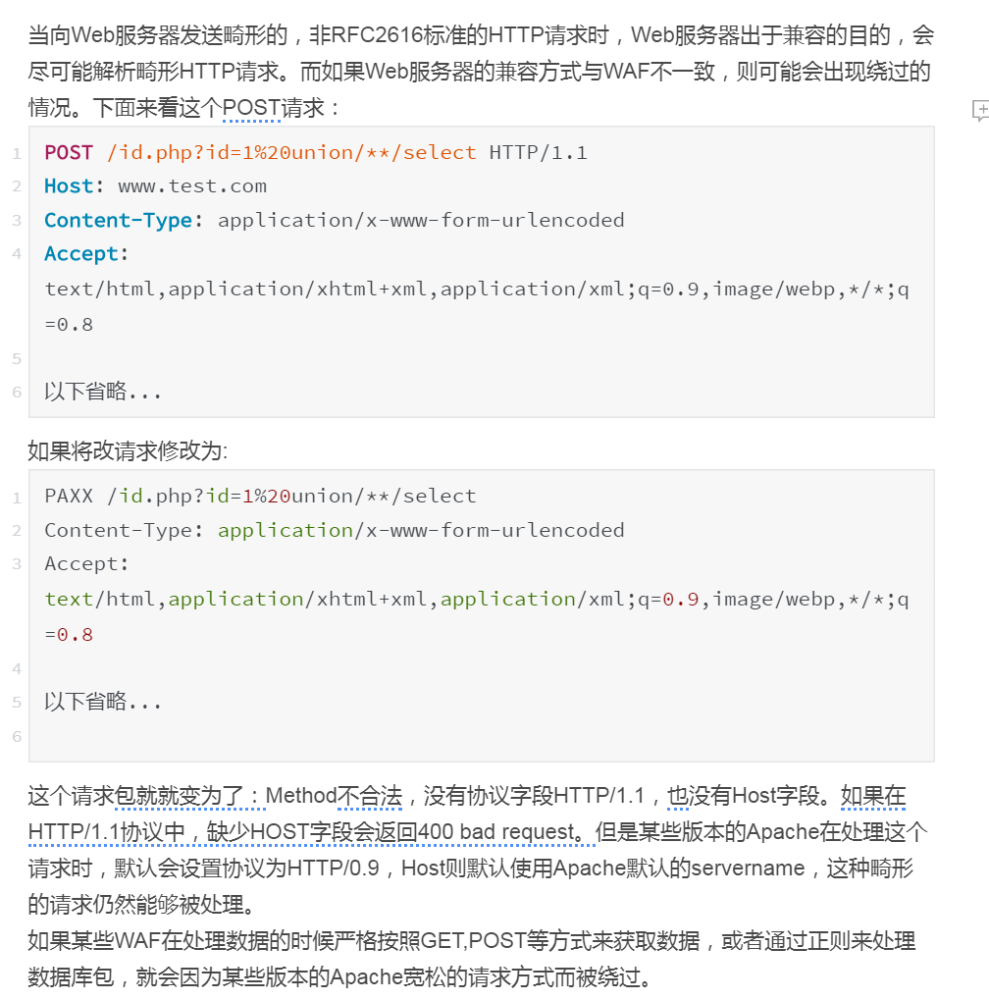 当向Web服务器发送畸形的，非RFC2616标准的HTTP请求时，Web服务器出于兼容的目的，会
尽可能解析畸形HTTP请求。而如果Web服务器的兼容方式与WAF不一致，则可能会出现绕过的
情况。下面来看这个POST请求：
1 POST /id.php?id=1%20union/**/select HTTP/1.1
2 Host: www.test.com
3 Content-Type: application/x-www-form-urlencoded
4 Accept:
text/html,application/xhtml+xml,application/xml;q=0.9,image/webp,*/*;q
=0.8
5
6 以下省略...
如果将改请求修改为:
1 PAXX /id.php?id=1%20union/**/select
2 Content-Type: application/x-www-form-urlencoded
3 Accept:
text/html,application/xhtml+xml,application/xml;q=0.9,image/webp,*/*;q
=0.8
4
5 以下省略...
6
这个请求包就就变为了：Method不合法，没有协议字段HTTP/1.1，也没有Host字段。如果在
HTTP/1.1协议中，缺少HOST字段会返回400 bad request。但是某些版本的Apache在处理这个
请求时，默认会设置协议为HTTP/0.9，Host则默认使用Apache默认的servername，这种畸形
的请求仍然能够被处理。
如果某些WAF在处理数据的时候严格按照GET,POST等方式来获取数据，或者通过正则来处理
数据库包，就会因为某些版本的Apache宽松的请求方式而被绕过。